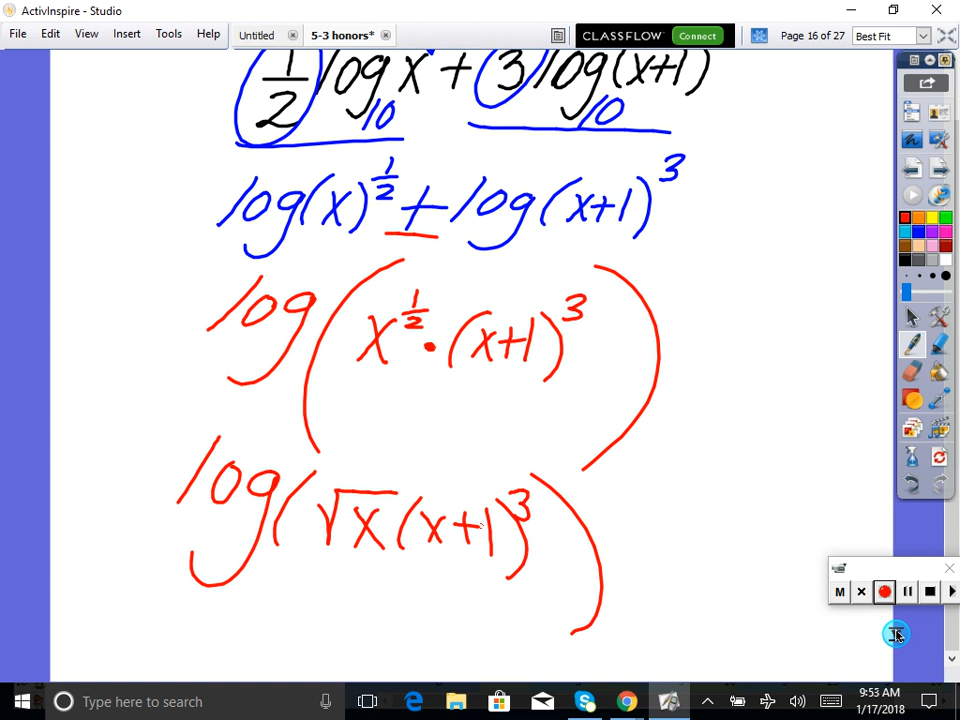 ActivInspire - Studio
File Edit View Insert Tools Help Untitled 5-3 honors* CLASSFLOW Connect Page 16 of 27 Best Fit
1/2 log₁₀ x + 3 log₁₀ (x+1)
log(x)^1/2 + log(x+1)^3
log(x^1/2 • (x+1)^3)
log(√x (x+1)^3)
M
Type here to search
9:53 AM
1/17/2018